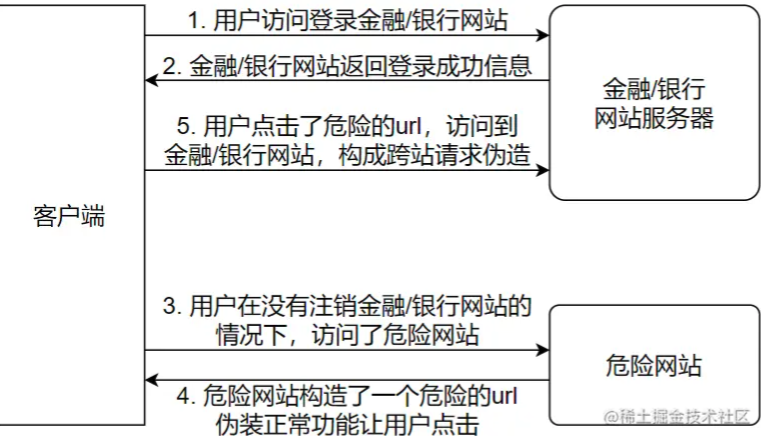 1. 用户访问登录金融/银行网站
2. 金融/银行网站返回登录成功信息
金融/银行
网站服务器
5. 用户点击了危险的url，访问到
金融/银行网站，构成跨站请求伪造
客户端
3. 用户在没有注销金融/银行网站的
情况下，访问了危险网站
危险网站
4. 危险网站构造了一个危险的url
伪装正常功能让用户点击
@稀土掘金技术社区